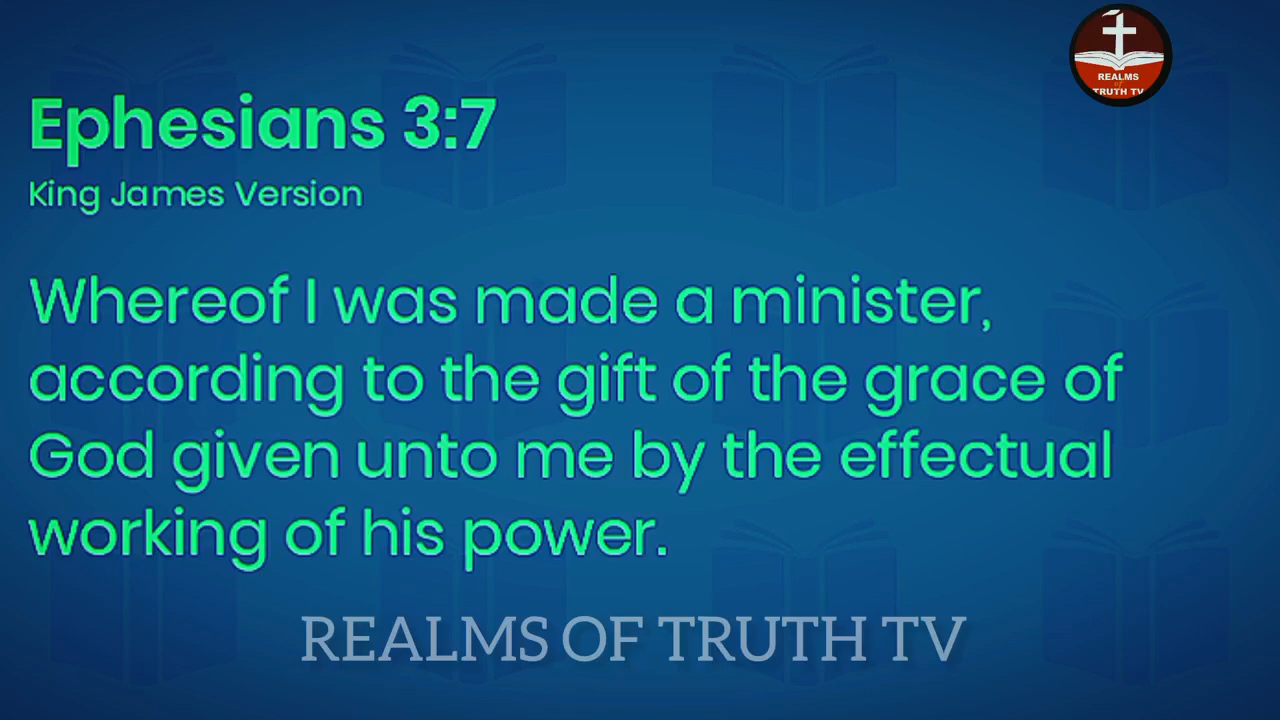 REALMS
of
TRUTH TV
Ephesians 3:7
King James Version
Whereof I was made a minister,
according to the gift of the grace of
God given unto me by the effectual
working of his power.
REALMS OF TRUTH TV